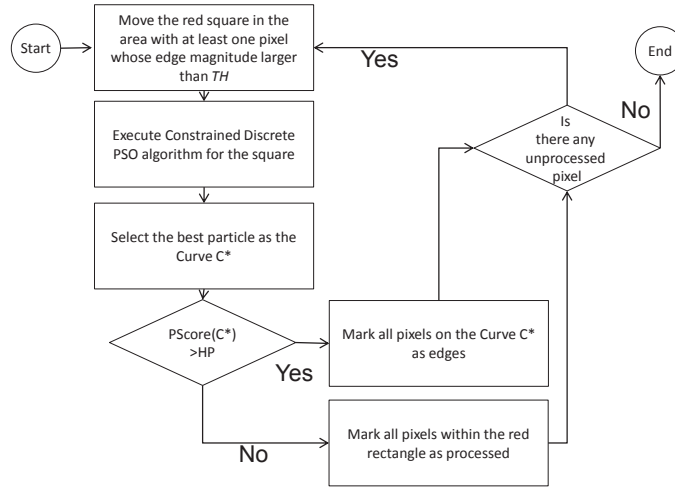 Start
Move the red square in the
area with at least one pixel
whose edge magnitude larger
than TH
Yes
End
No
Execute Constrained Discrete
PSO algorithm for the square
Is
there any
unprocessed
pixel
Select the best particle as the
Curve C*
PScore(C*)
>HP
Yes
Mark all pixels on the Curve C*
as edges
No
Mark all pixels within the red
rectangle as processed